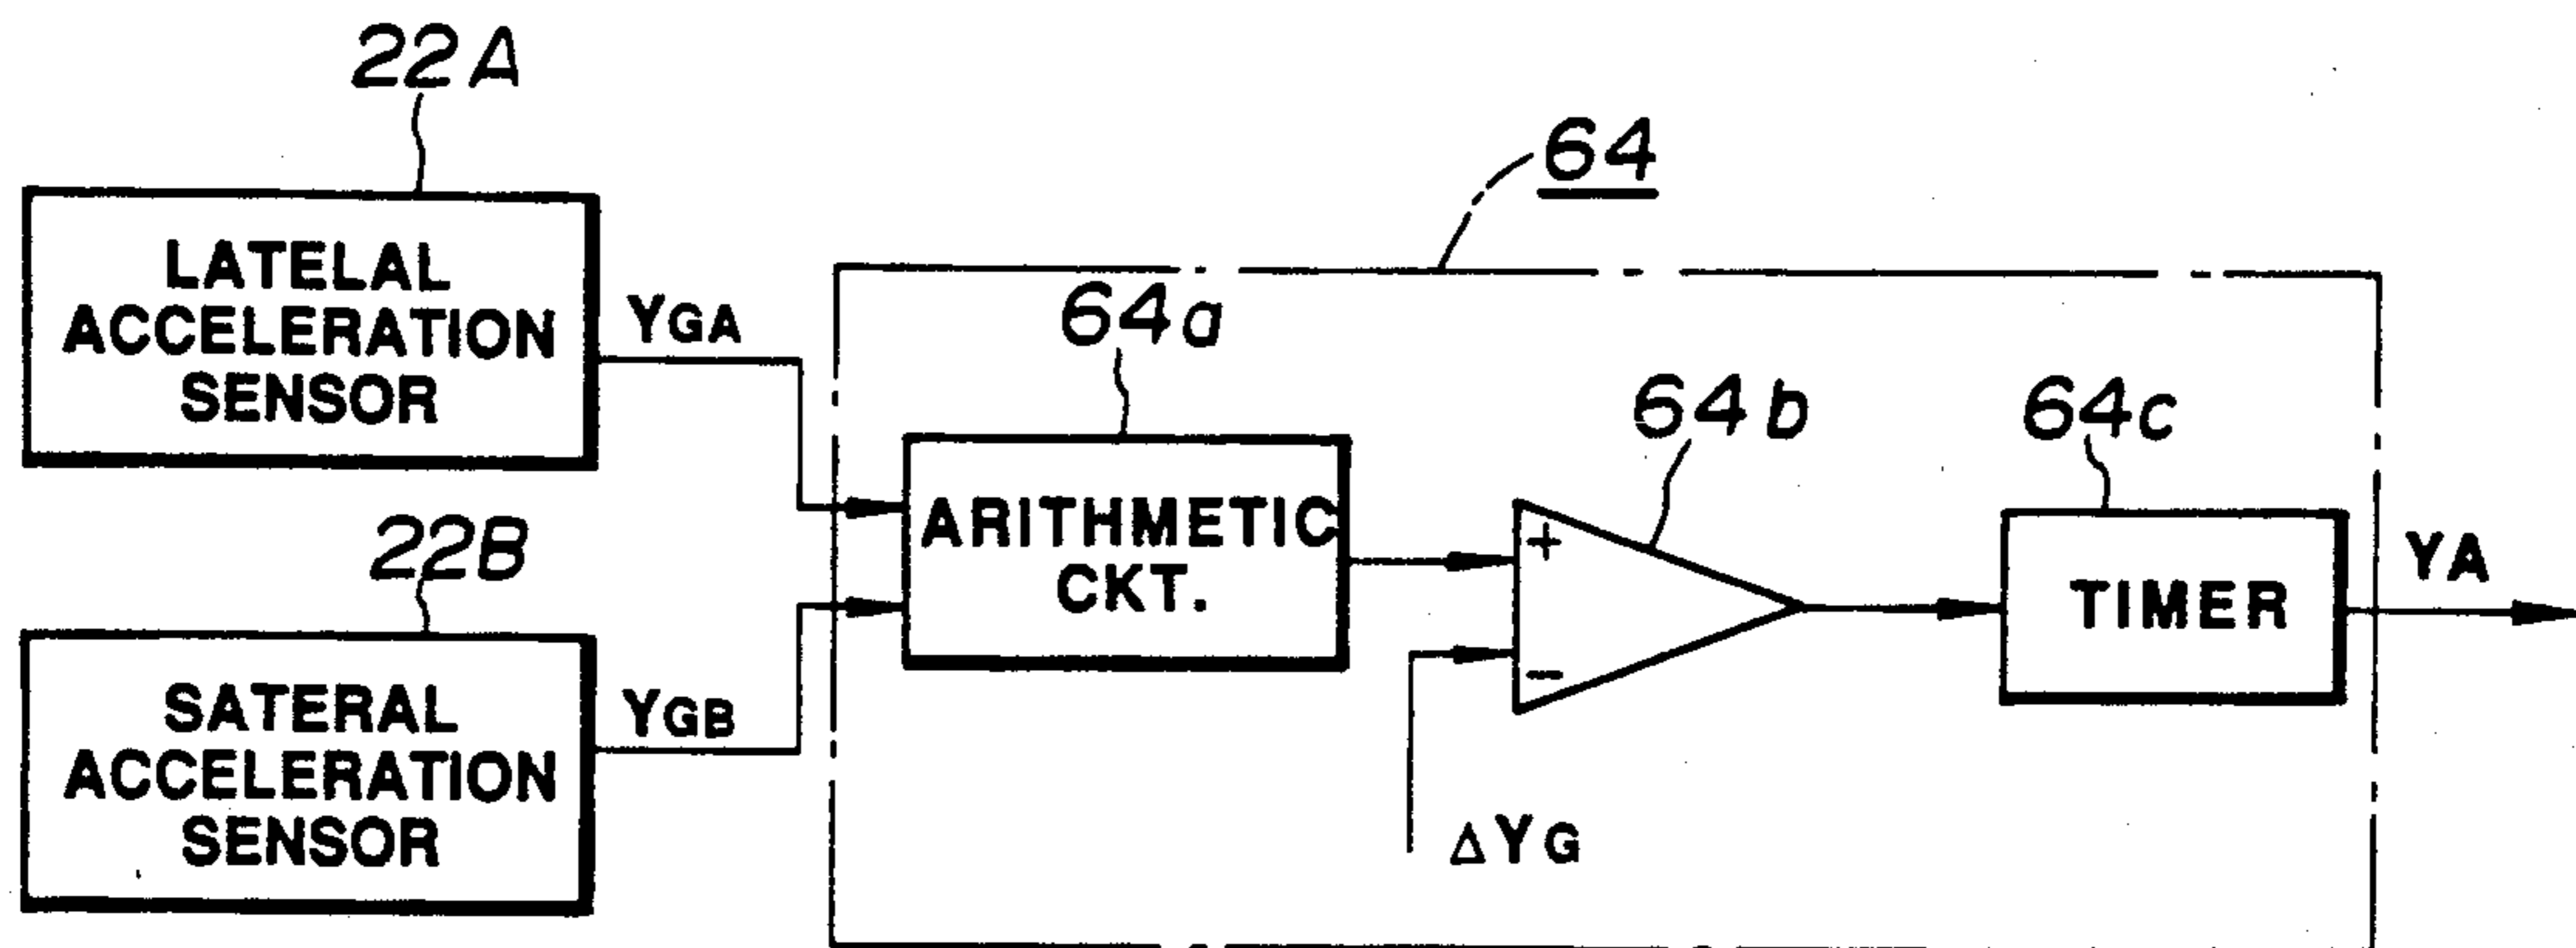 22A
LATELAL
ACCELERATION
SENSOR
YGA
64
64a
ARITHMETIC
CKT.
64b
+
−
64c
TIMER
YA
22B
SATERAL
ACCELERATION
SENSOR
YGB
ΔYG